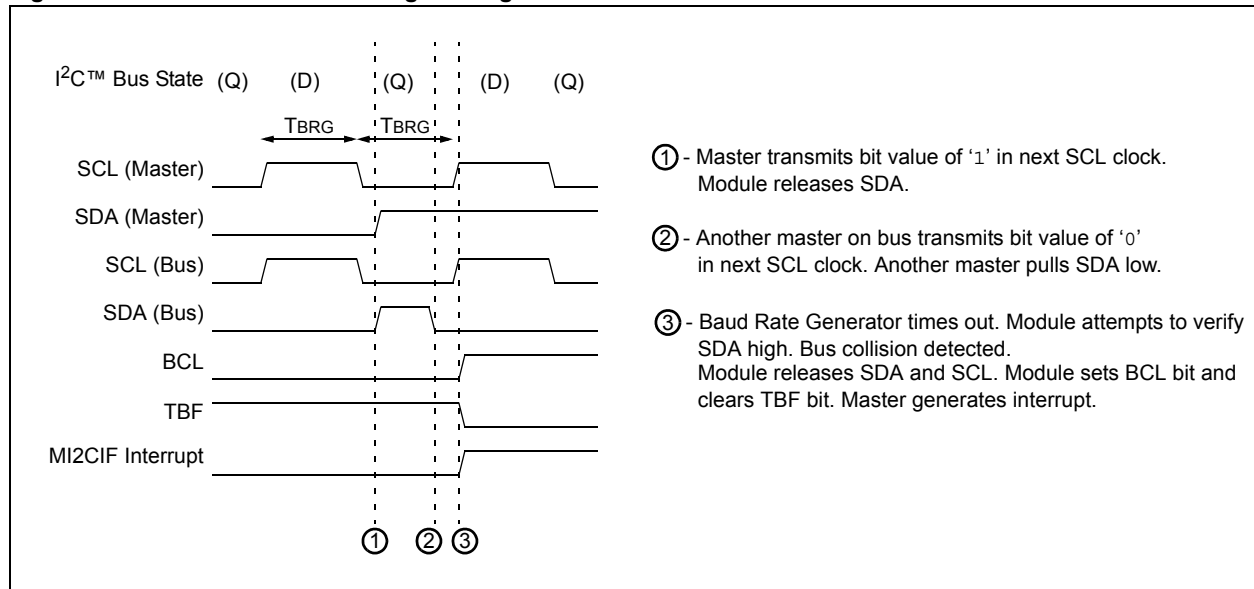 I²C™ Bus State (Q) (D) (Q) (D) (Q)
TBRG TBRG
SCL (Master)
SDA (Master)
SCL (Bus)
SDA (Bus)
BCL
TBF
MI2CIF Interrupt
1 2 3
1 - Master transmits bit value of ‘1’ in next SCL clock.
Module releases SDA.
2 - Another master on bus transmits bit value of ‘0’
in next SCL clock. Another master pulls SDA low.
3 - Baud Rate Generator times out. Module attempts to verify
SDA high. Bus collision detected.
Module releases SDA and SCL. Module sets BCL bit and
clears TBF bit. Master generates interrupt.